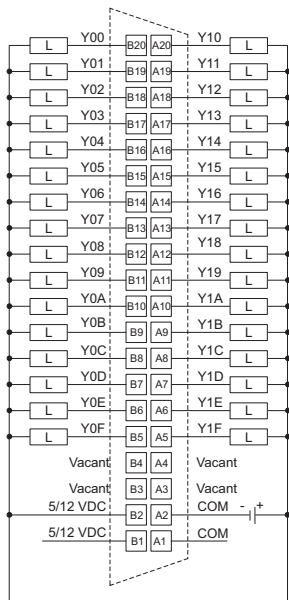 L Y00 B20 A20 Y10 L
L Y01 B19 A19 Y11 L
L Y02 B18 A18 Y12 L
L Y03 B17 A17 Y13 L
L Y04 B16 A16 Y14 L
L Y05 B15 A15 Y15 L
L Y06 B14 A14 Y16 L
L Y07 B13 A13 Y17 L
L Y08 B12 A12 Y18 L
L Y09 B11 A11 Y19 L
L Y0A B10 A10 Y1A L
L Y0B B9 A9 Y1B L
L Y0C B8 A8 Y1C L
L Y0D B7 A7 Y1D L
L Y0E B6 A6 Y1E L
L Y0F B5 A5 Y1F L
Vacant B4 A4 Vacant
Vacant B3 A3 Vacant
5/12 VDC B2 A2 COM - +
5/12 VDC B1 A1 COM